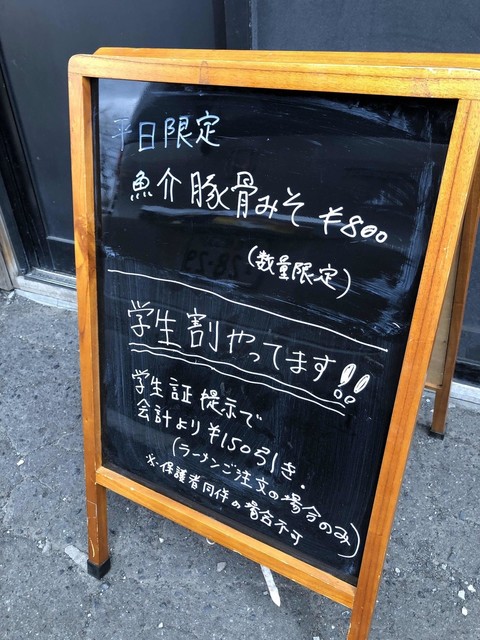 平日限定
魚介豚骨みそ ¥800
(数量限定)
学生割やってます!!
学生証提示で
会計より¥150引き.
(ラーメンご注文の場合のみ)
※保護者同伴の場合不可